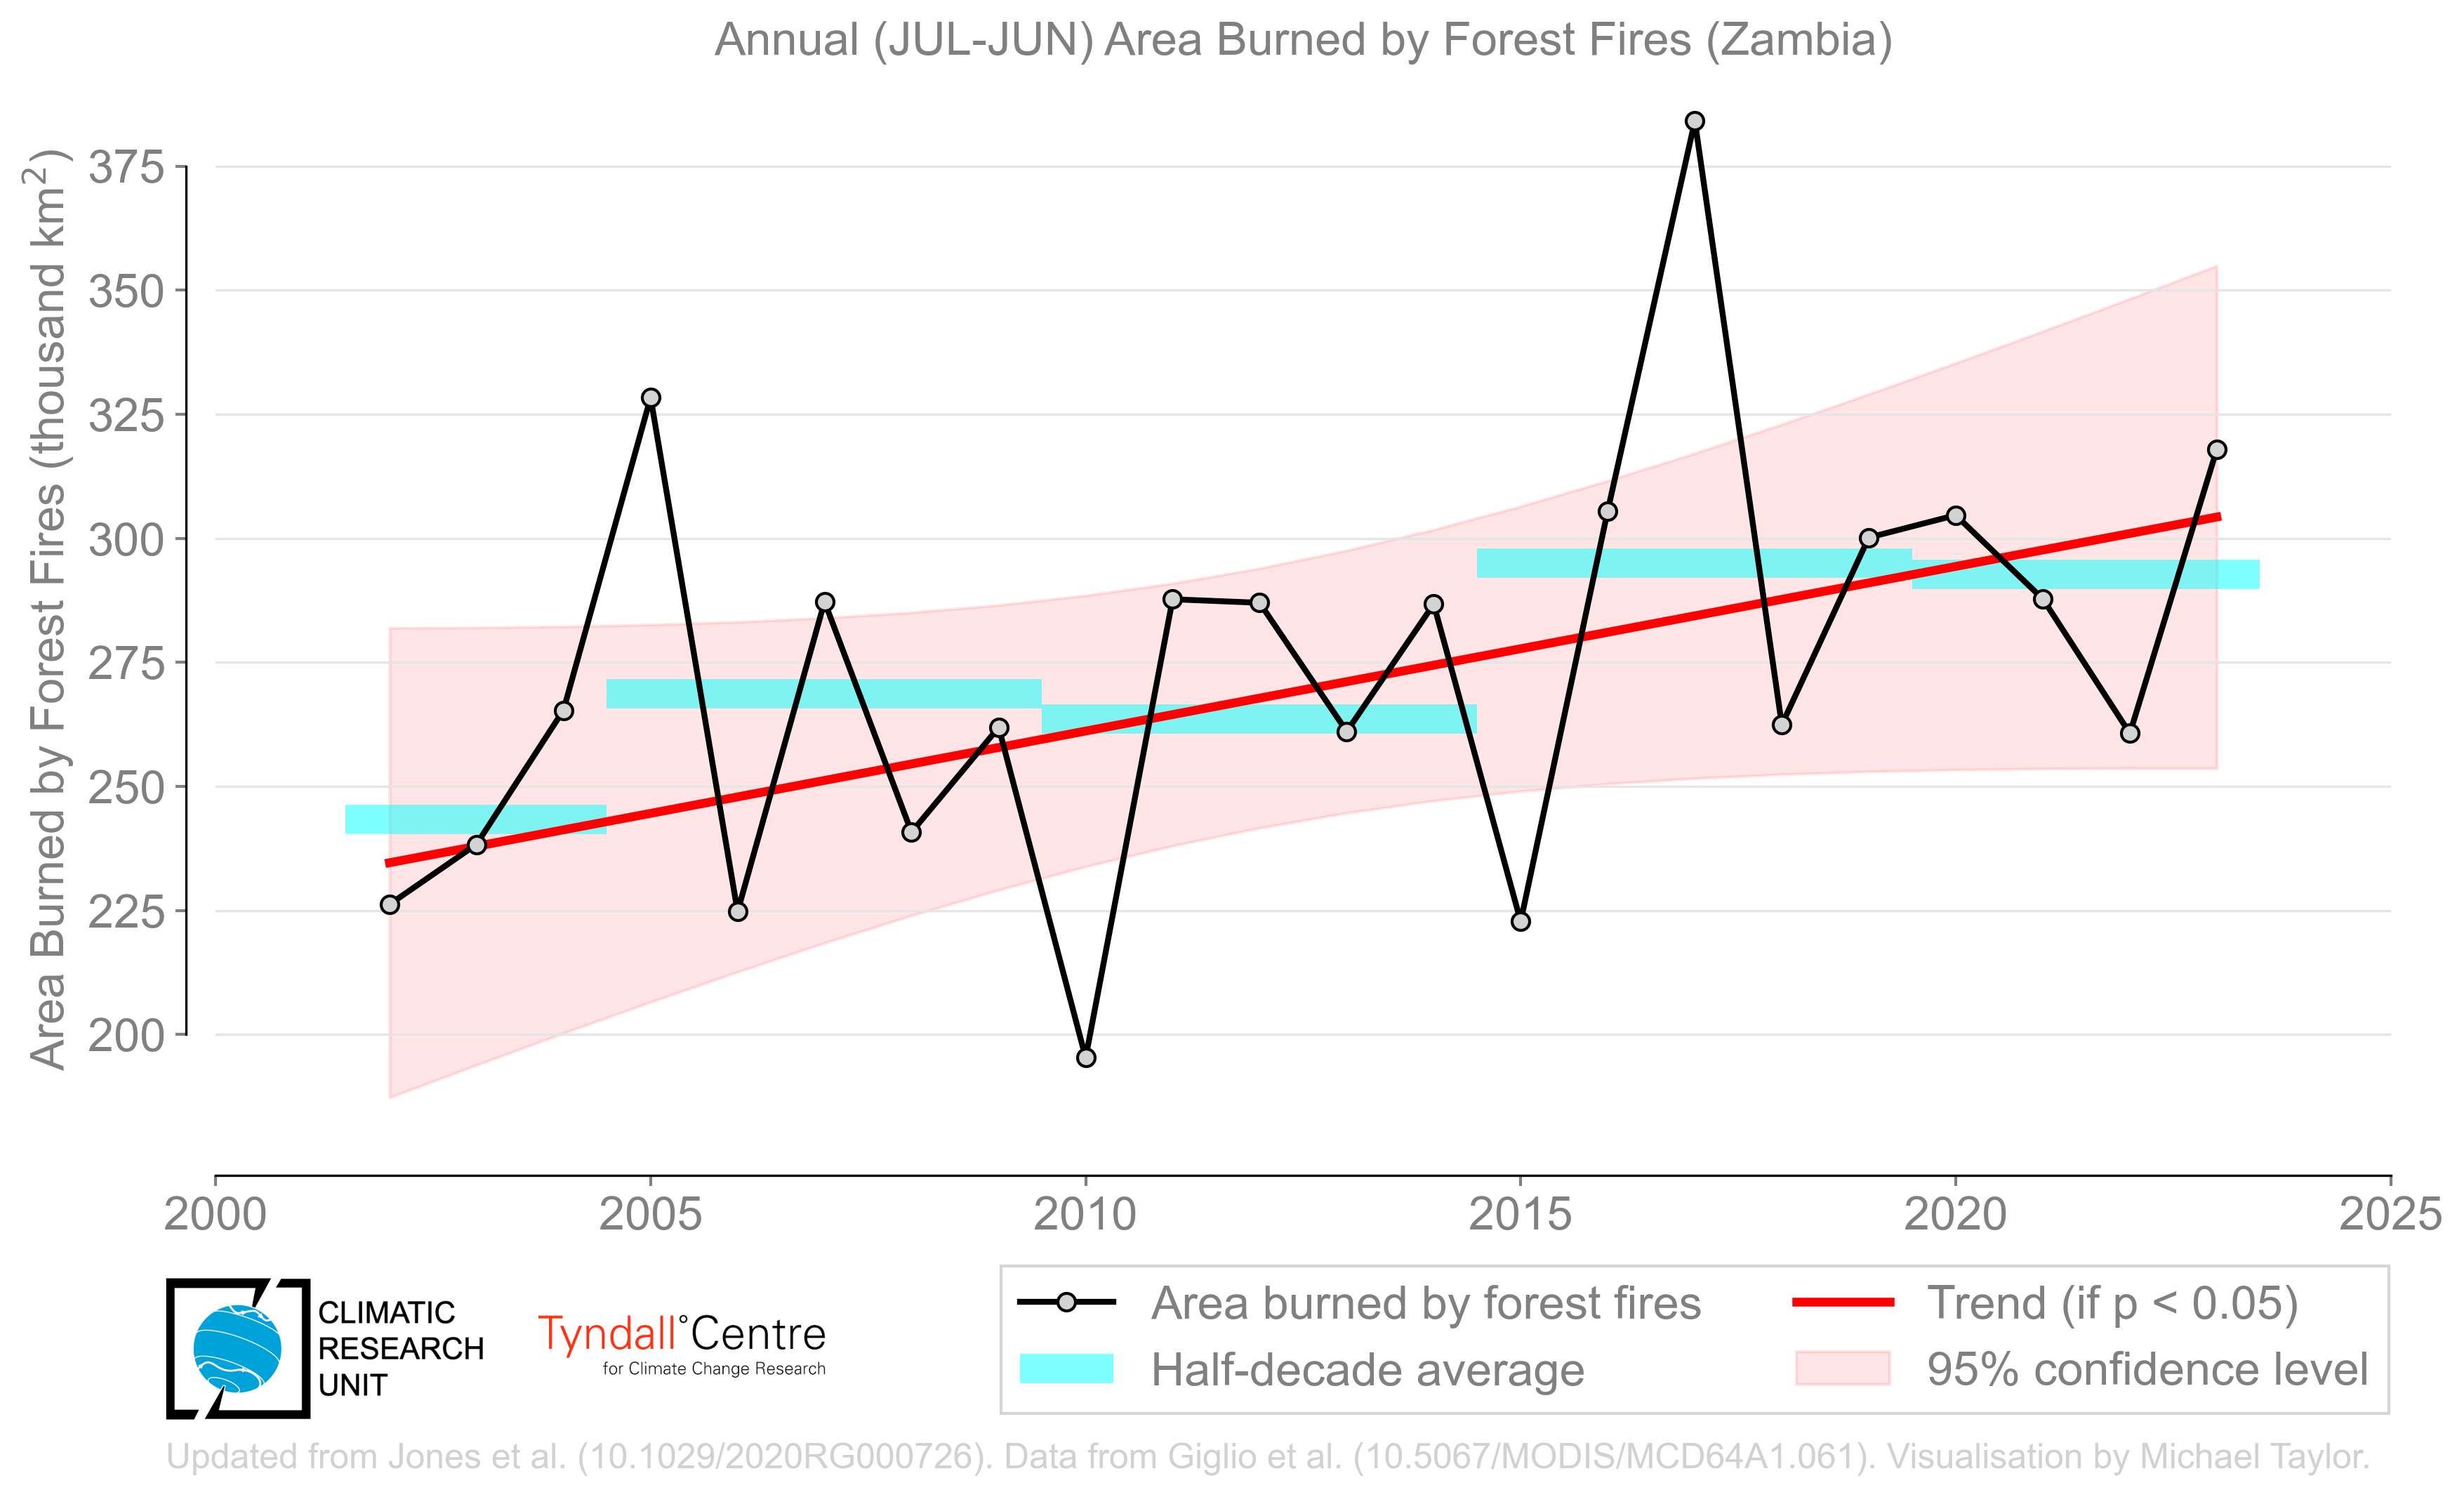 Annual (JUL-JUN) Area Burned by Forest Fires (Zambia)
Area Burned by Forest Fires (thousand km²)
375
350
325
300
275
250
225
200
2000 2005 2010 2015 2020 2025
CLIMATIC
RESEARCH
UNIT
Tyndall°Centre
for Climate Change Research
Area burned by forest fires
Half-decade average
Trend (if p < 0.05)
95% confidence level
Updated from Jones et al. (10.1029/2020RG000726). Data from Giglio et al. (10.5067/MODIS/MCD64A1.061). Visualisation by Michael Taylor.